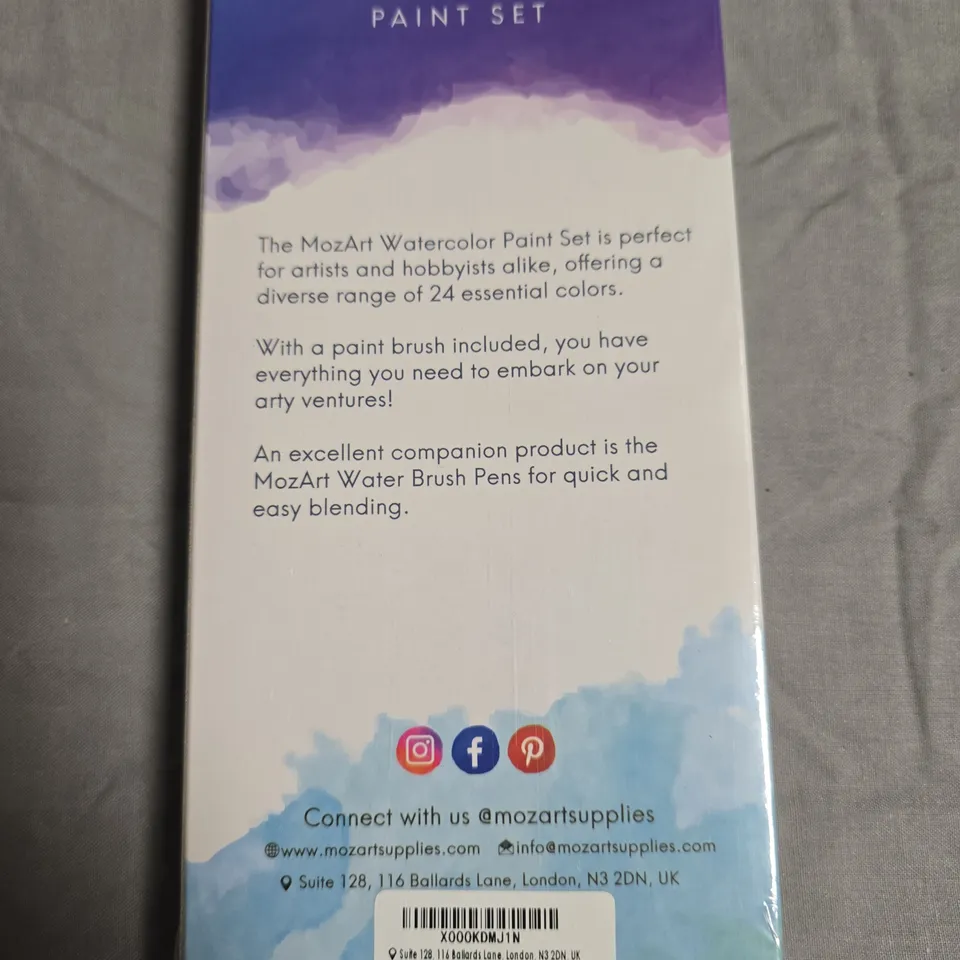 PAINT SET
The MozArt Watercolor Paint Set is perfect
for artists and hobbyists alike, offering a
diverse range of 24 essential colors.
With a paint brush included, you have
everything you need to embark on your
arty ventures!
An excellent companion product is the
MozArt Water Brush Pens for quick and
easy blending.
Connect with us @mozartsupplies
www.mozartsupplies.com info@mozartsupplies.com
Suite 128, 116 Ballards Lane, London, N3 2DN, UK
X000KDMJ1N
Suite 128, 116 Ballards Lane, London, N3 2DN, UK